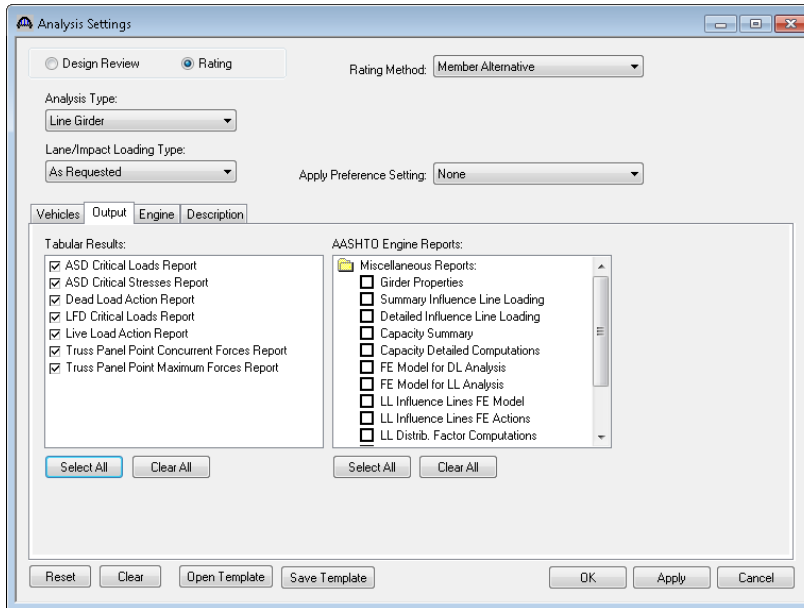 Analysis Settings
Design Review Rating Rating Method: Member Alternative
Analysis Type:
Line Girder
Lane/Impact Loading Type:
As Requested Apply Preference Setting: None
Vehicles Output Engine Description
Tabular Results:
ASD Critical Loads Report
ASD Critical Stresses Report
Dead Load Action Report
LFD Critical Loads Report
Live Load Action Report
Truss Panel Point Concurrent Forces Report
Truss Panel Point Maximum Forces Report
Select All Clear All
AASHTO Engine Reports:
Miscellaneous Reports:
Girder Properties
Summary Influence Line Loading
Detailed Influence Line Loading
Capacity Summary
Capacity Detailed Computations
FE Model for DL Analysis
FE Model for LL Analysis
LL Influence Lines FE Model
LL Influence Lines FE Actions
LL Distrib. Factor Computations
Select All Clear All
Reset Clear Open Template Save Template OK Apply Cancel